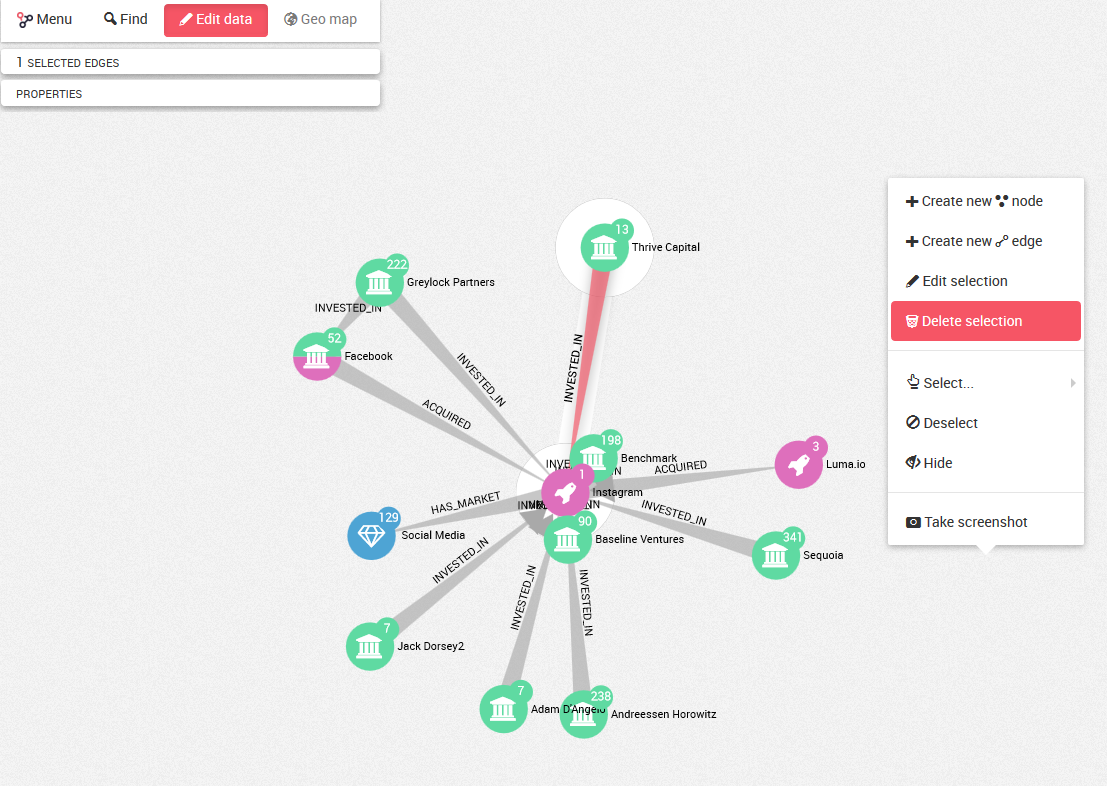 Menu
Find
Edit data
Geo map
1 SELECTED EDGES
PROPERTIES
13
Thrive Capital
222
Greylock Partners
INVESTED_IN
52
Facebook
INVESTED_IN
INVESTED_IN
ACQUIRED
198
Benchmark
INVE
N
ACQUIRED
3
Luma.io
1
Instagram
HAS_MARKET
IN
INVESTED_IN
129
Social Media
90
Baseline Ventures
341
Sequoia
INVESTED_IN
INVESTED_IN
INVESTED_IN
7
Jack Dorsey2
7
Adam D'Angelo
238
Andreessen Horowitz
Create new node
Create new edge
Edit selection
Delete selection
Select...
Deselect
Hide
Take screenshot